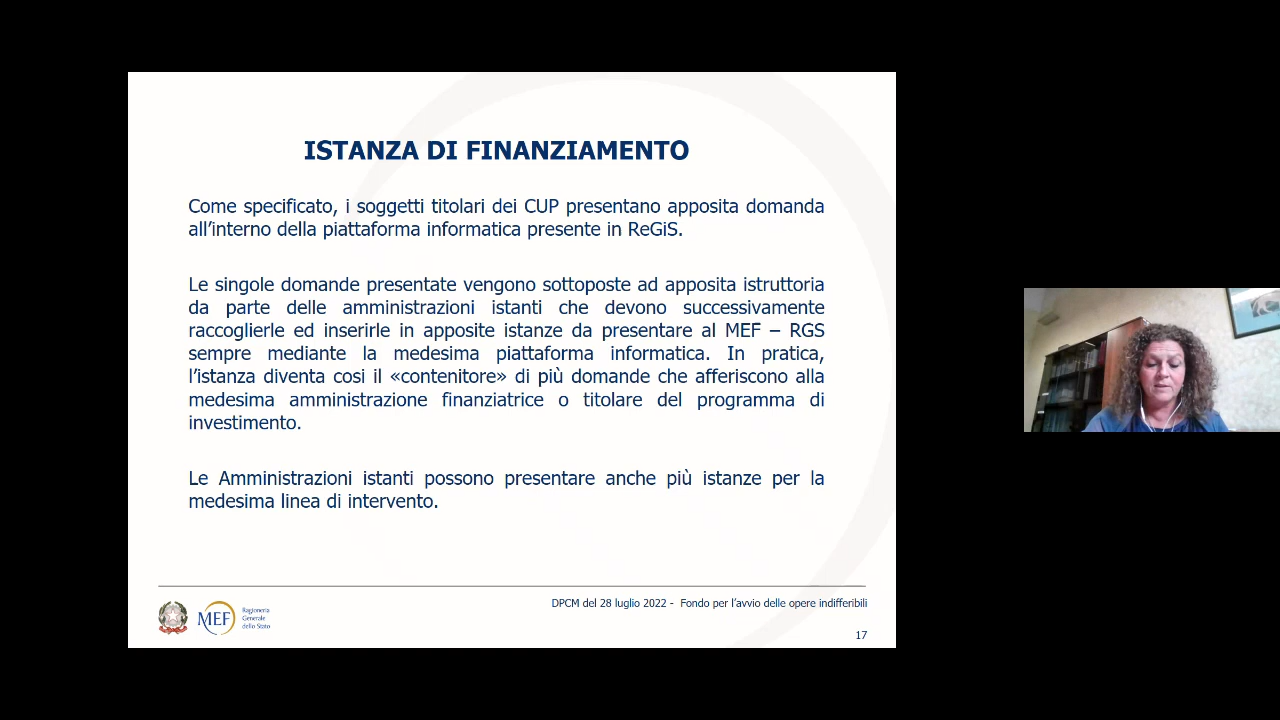 ISTANZA DI FINANZIAMENTO
Come specificato, i soggetti titolari dei CUP presentano apposita domanda
all’interno della piattaforma informatica presente in ReGiS.
Le singole domande presentate vengono sottoposte ad apposita istruttoria
da parte delle amministrazioni istanti che devono successivamente
raccoglierle ed inserirle in apposite istanze da presentare al MEF – RGS
sempre mediante la medesima piattaforma informatica. In pratica,
l’istanza diventa cosi il «contenitore» di più domande che afferiscono alla
medesima amministrazione finanziatrice o titolare del programma di
investimento.
Le Amministrazioni istanti possono presentare anche più istanze per la
medesima linea di intervento.
MEF
Ragioneria
Generale
dello Stato
DPCM del 28 luglio 2022 - Fondo per l’avvio delle opere indifferibili
17